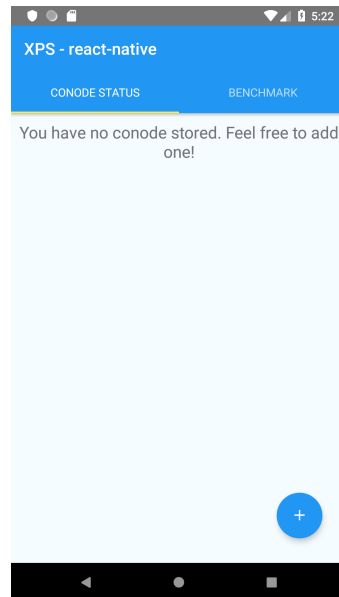 5:22
XPS - react-native
CONODE STATUS BENCHMARK
You have no conode stored. Feel free to add
one!
+